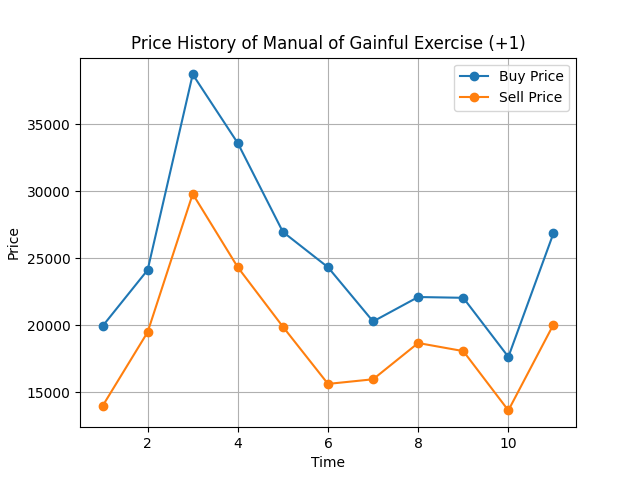 Price History of Manual of Gainful Exercise (+1)
Buy Price
Sell Price
Price
35000
30000
25000
20000
15000
2 4 6 8 10
Time